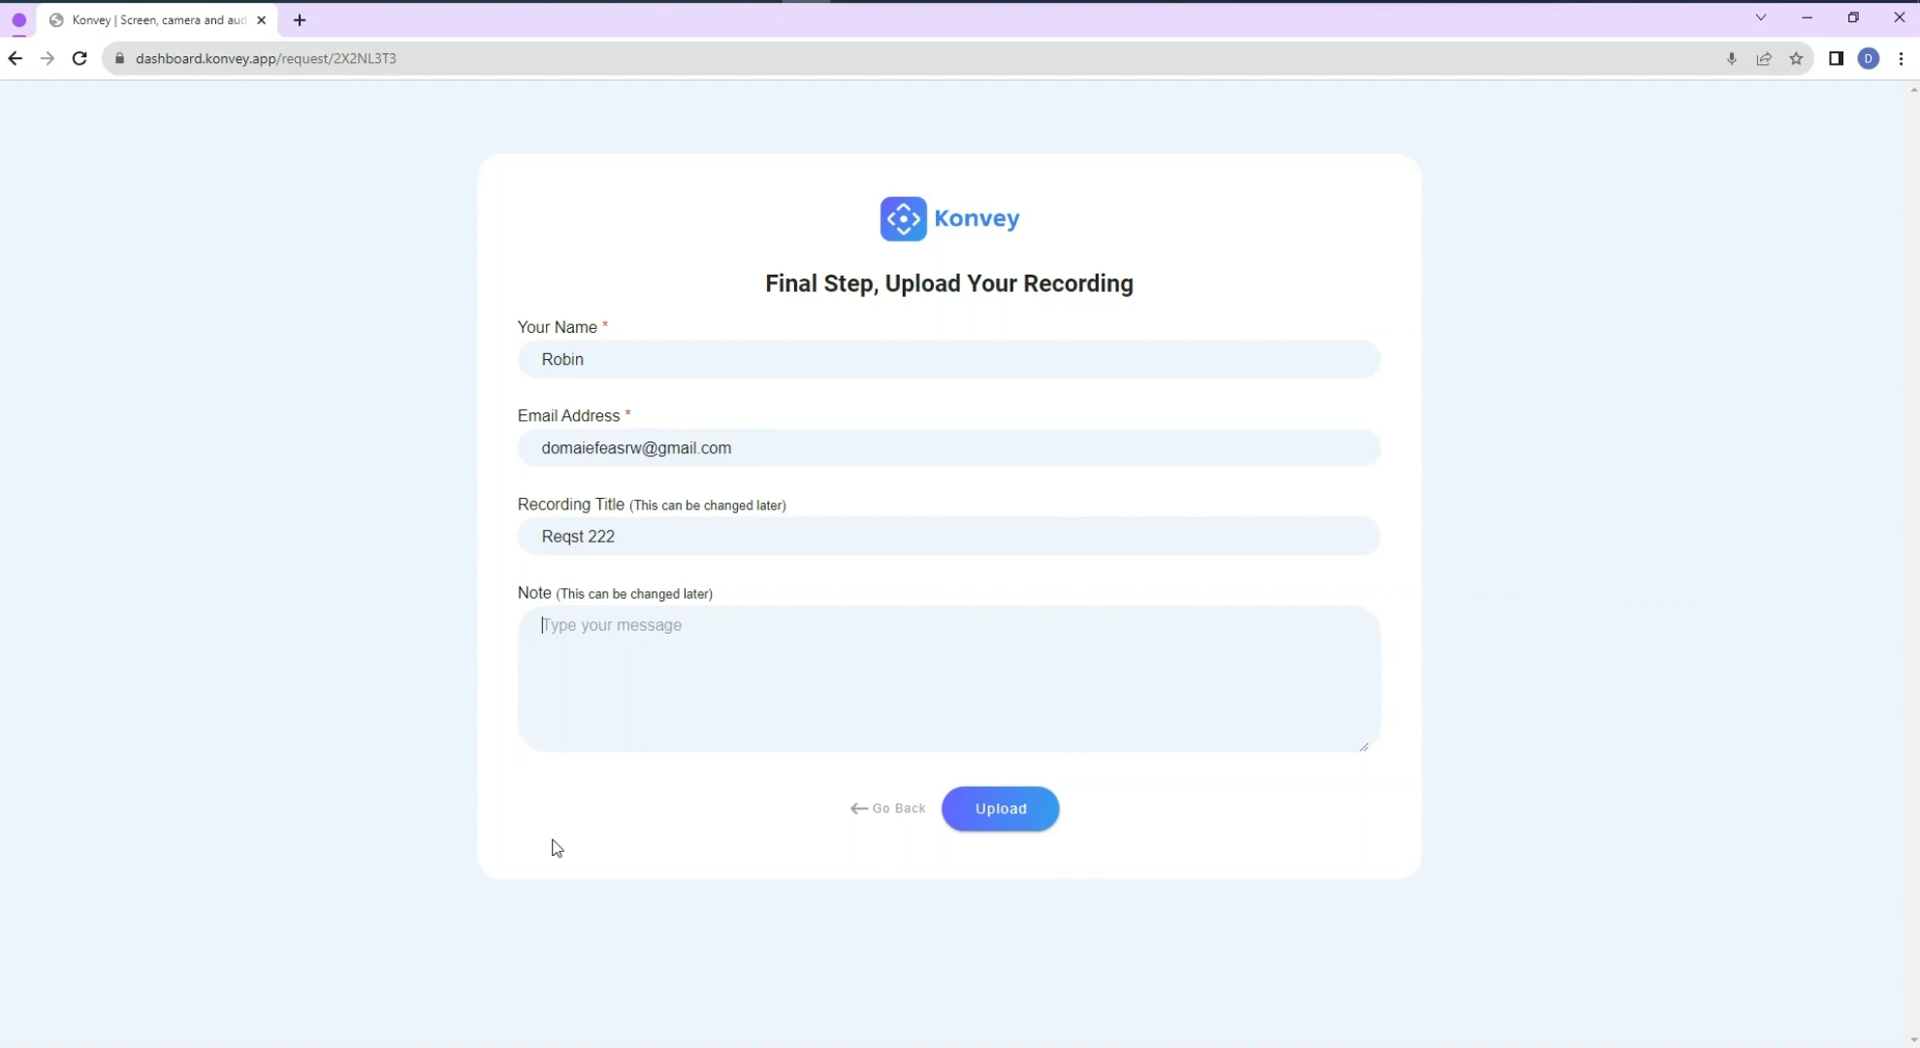 Konvey | Screen, camera and aud
dashboard.konvey.app/request/2X2NL3T3
D
Konvey
Final Step, Upload Your Recording
Your Name *
Robin
Email Address *
domaiefeasrw@gmail.com
Recording Title (This can be changed later)
Reqst 222
Note (This can be changed later)
Type your message
Go Back
Upload